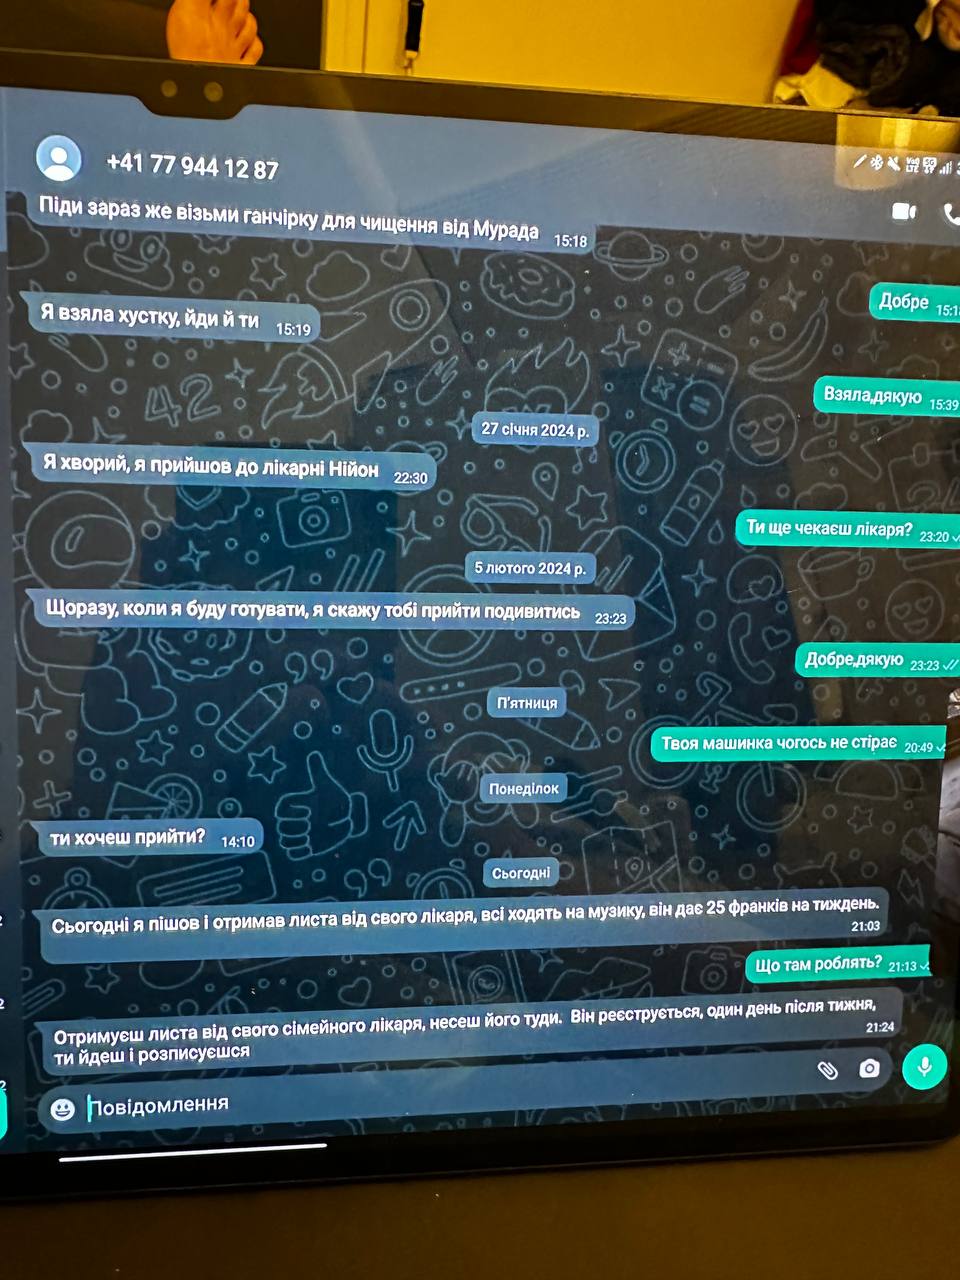 +41 77 944 12 87
Піди зараз же візьми ганчірку для чищення від Мурада 15:18
Добре
Я взяла хустку, йди й ти 15:19
Взяла,дякую 15:39
27 січня 2024 р.
Я хворий, я прийшов до лікарні Нійон 22:30
Ти ще чекаєш лікаря? 23:20
5 лютого 2024 р.
Щоразу, коли я буду готувати, я скажу тобі прийти подивитись 23:23
Добре,дякую 23:23
П'ятниця
Твоя машинка чогось не стірає 20:49
Понеділок
ти хочеш прийти? 14:10
Сьогодні
Сьогодні я пішов і отримав листа від свого лікаря, всі ходять на музику, він дає 25 франків на тиждень.
21:03
Що там роблять? 21:13
Отримуєш листа від свого сімейного лікаря, несеш його туди. Він реєструється, один день після тижня,
ти йдеш і розписуєшся
21:24
Повідомлення